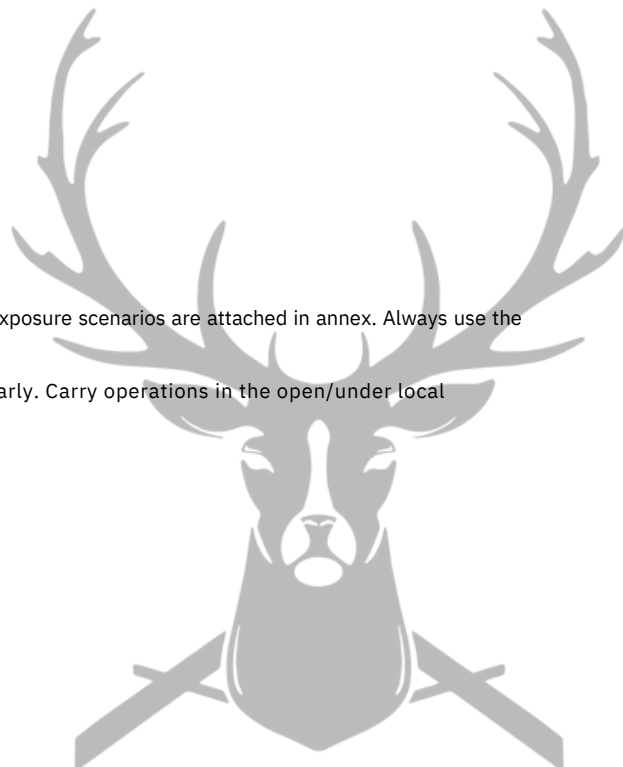 xposure scenarios are attached in annex. Always use the
arly. Carry operations in the open/under local